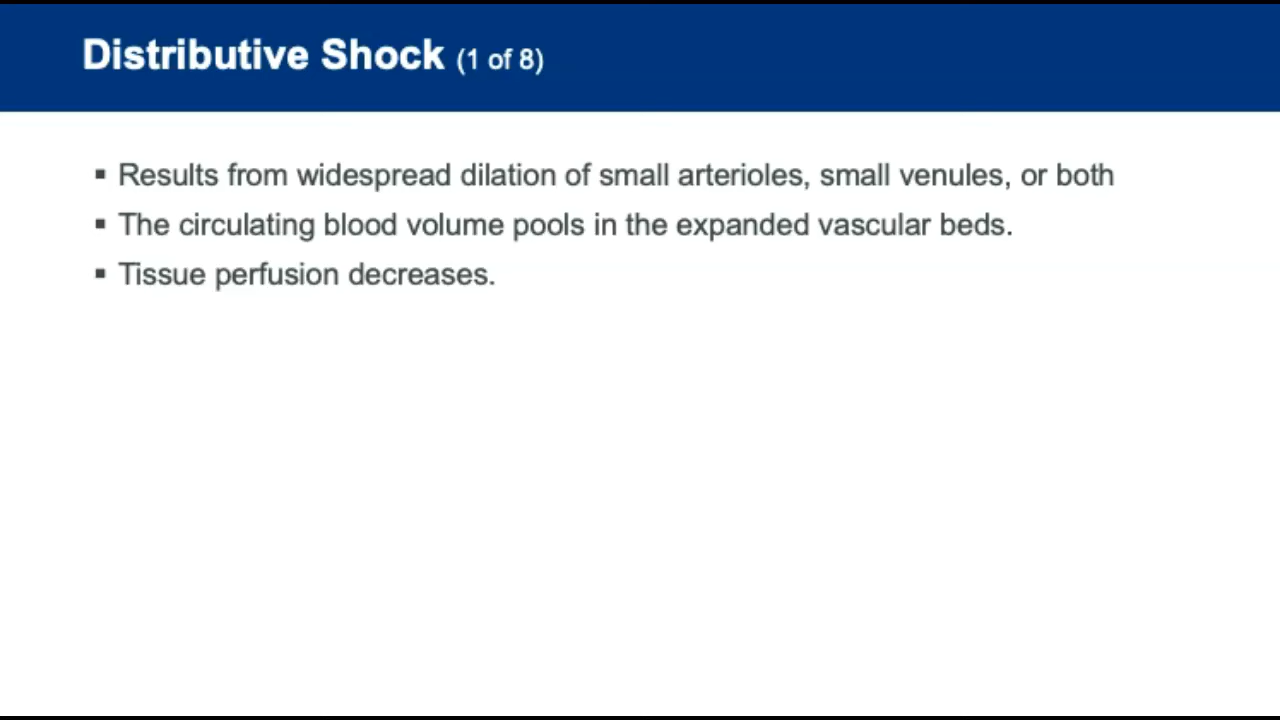 Distributive Shock (1 of 8)
▪ Results from widespread dilation of small arterioles, small venules, or both
▪ The circulating blood volume pools in the expanded vascular beds.
▪ Tissue perfusion decreases.